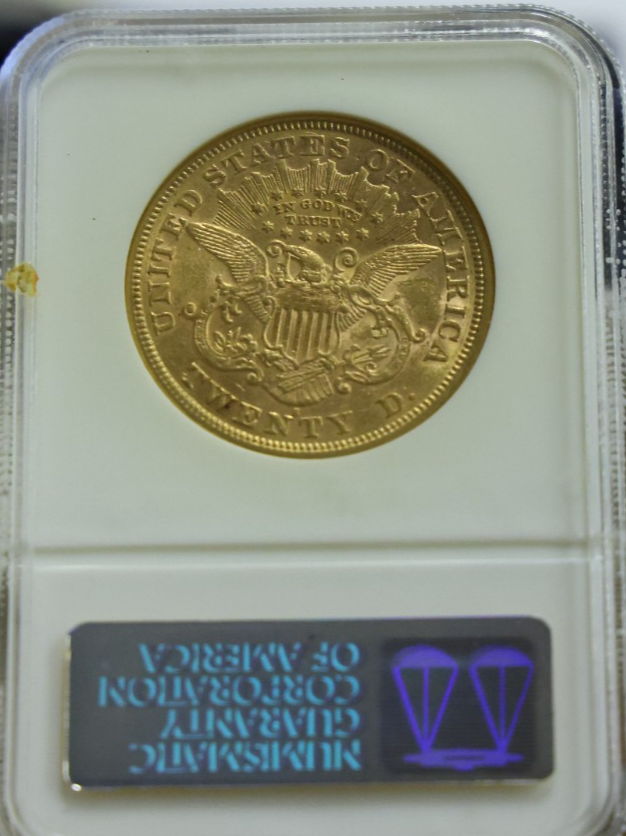 UNITED STATES OF AMERICA
IN GOD WE
TRUST
TWENTY D.
NUMISMATIC
GUARANTY
CORPORATION
OF AMERICA